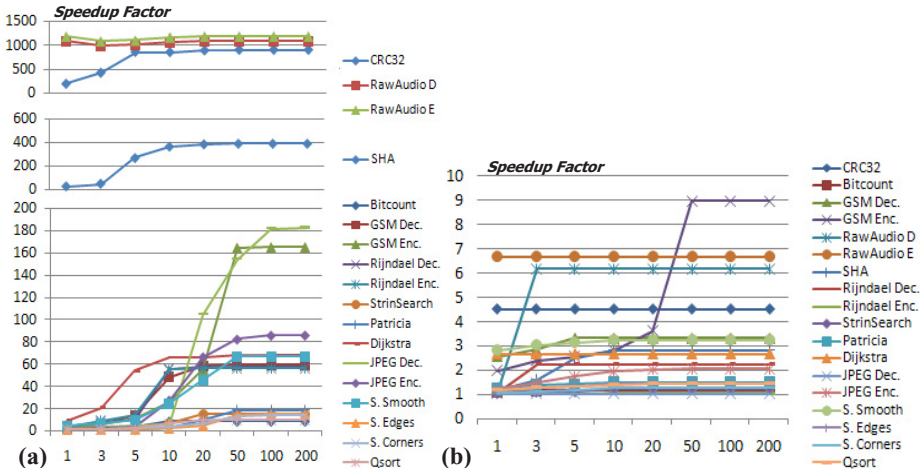 Speedup Factor
1500
1000
500
0
CRC32
RawAudio D
RawAudio E
600
400
200
0
SHA
200
180
160
140
120
100
80
60
40
20
0
1 3 5 10 20 50 100 200
Bitcount
GSM Dec.
GSM Enc.
Rijndael Dec.
Rijndael Enc.
StrinSearch
Patricia
Dijkstra
JPEG Dec.
JPEG Enc.
S. Smooth
S. Edges
S. Corners
Qsort
(a)
Speedup Factor
10
9
8
7
6
5
4
3
2
1
0
1 3 5 10 20 50 100 200
CRC32
Bitcount
GSM Dec.
GSM Enc.
RawAudio D
RawAudio E
SHA
Rijndael Dec.
Rijndael Enc.
StrinSearch
Patricia
Dijkstra
JPEG Dec.
JPEG Enc.
S. Smooth
S. Edges
S. Corners
Qsort
(b)